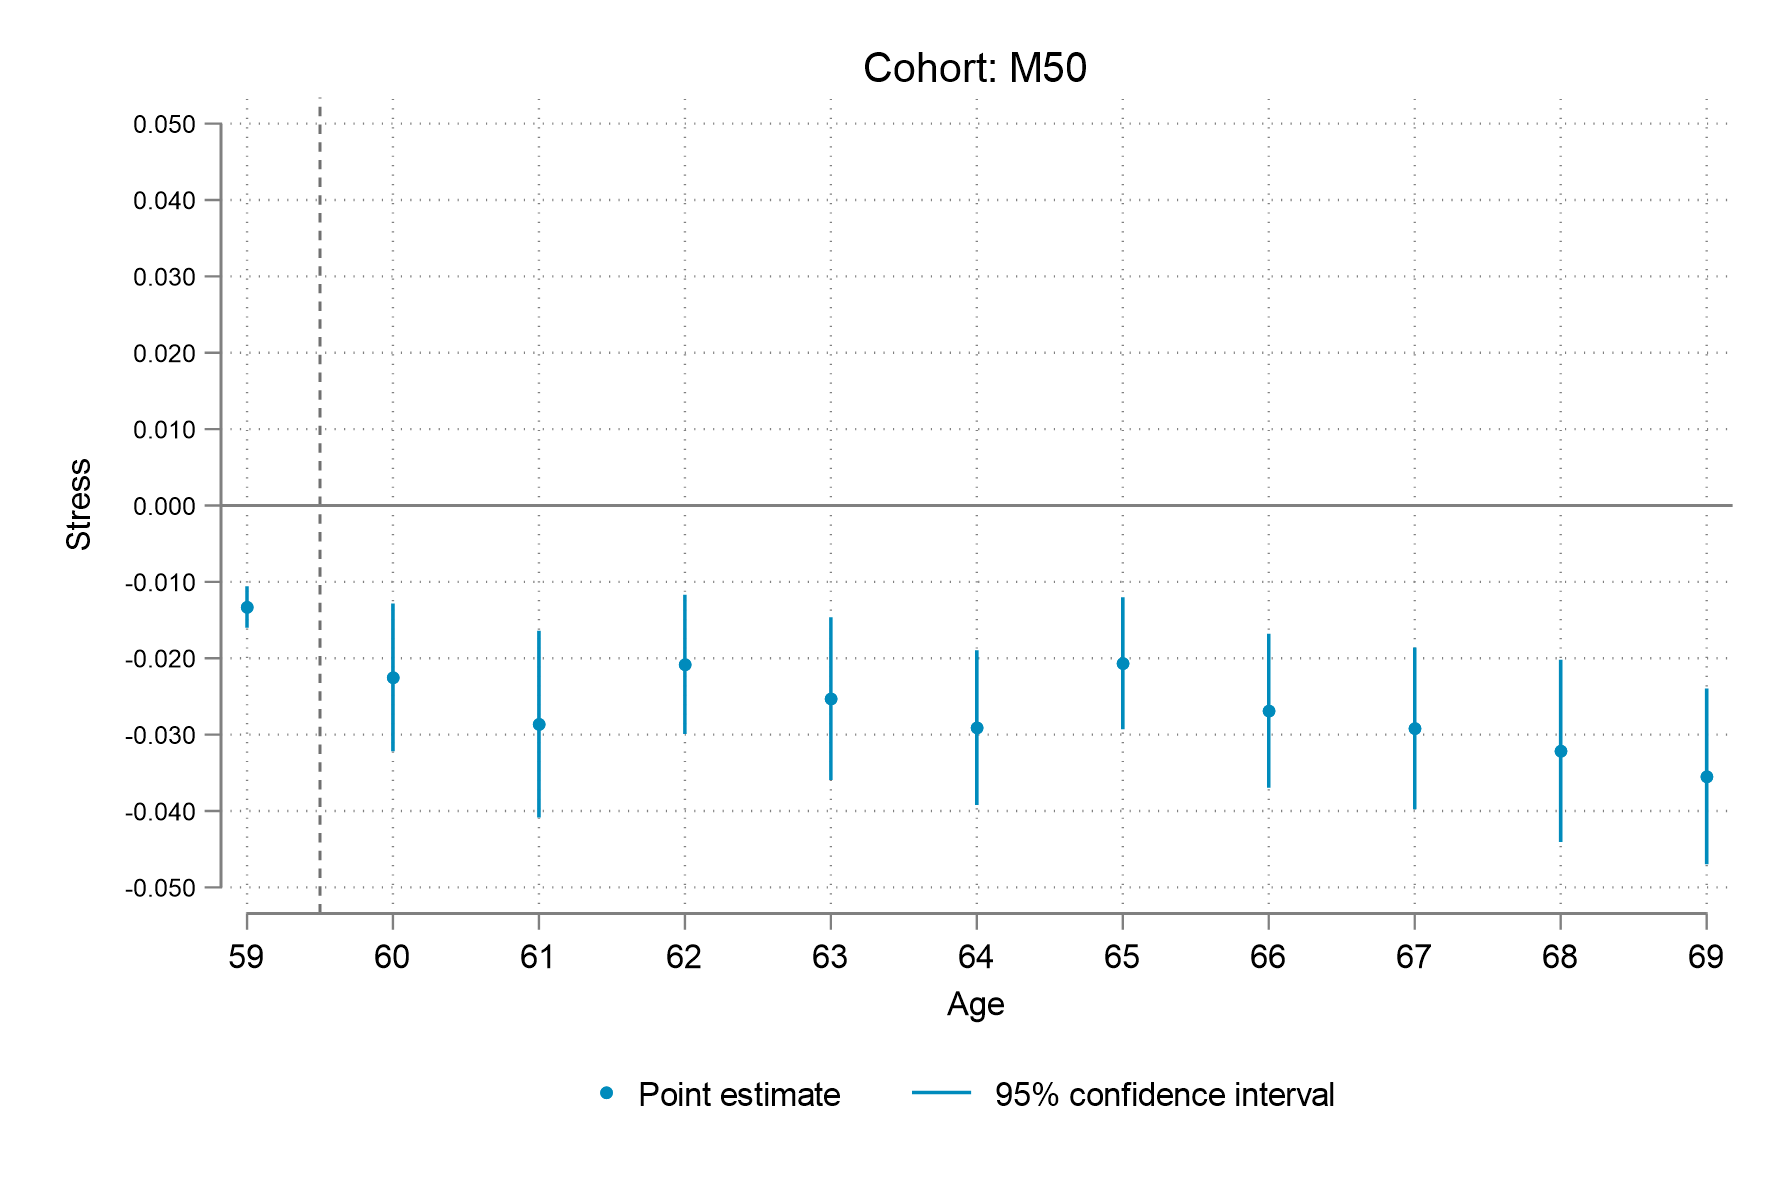 Cohort: M50
0.050
0.040
0.030
0.020
0.010
0.000
-0.010
-0.020
-0.030
-0.040
-0.050
Stress
59 60 61 62 63 64 65 66 67 68 69
Age
Point estimate 95% confidence interval